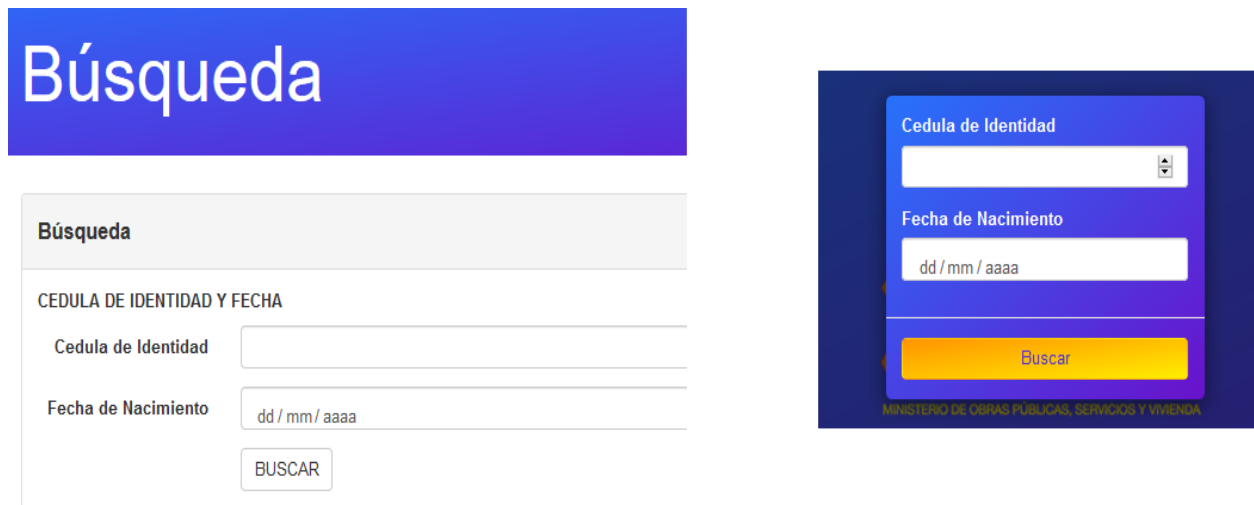 Búsqueda
Búsqueda
CEDULA DE IDENTIDAD Y FECHA
Cedula de Identidad
Fecha de Nacimiento
dd / mm / aaaa
BUSCAR
Cedula de Identidad
Fecha de Nacimiento
dd / mm / aaaa
Buscar
MINISTERIO DE OBRAS PÚBLICAS, SERVICIOS Y VIVIENDA